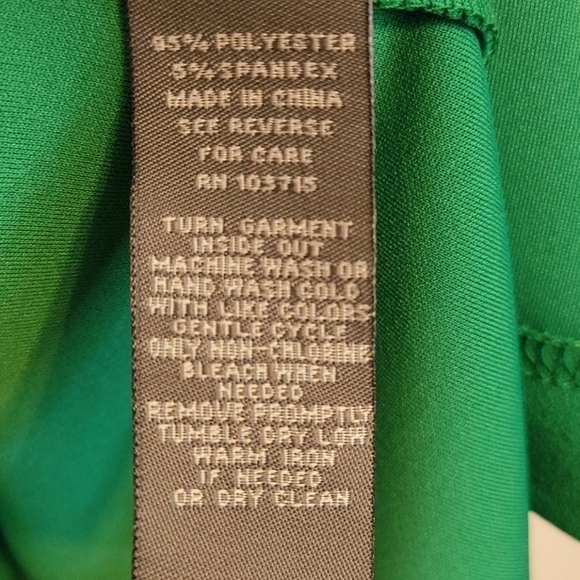 95% POLYESTER
5% SPANDEX
MADE IN CHINA
SEE REVERSE
FOR CARE
RN 103715
TURN GARMENT
INSIDE OUT
MACHINE WASH OR
HAND WASH COLD
WITH LIKE COLORS
GENTLE CYCLE
ONLY NON-CHLORINE
BLEACH WHEN
NEEDED
REMOVE PROMPTLY
TUMBLE DRY LOW
WARM IRON
IF NEEDED
OR DRY CLEAN